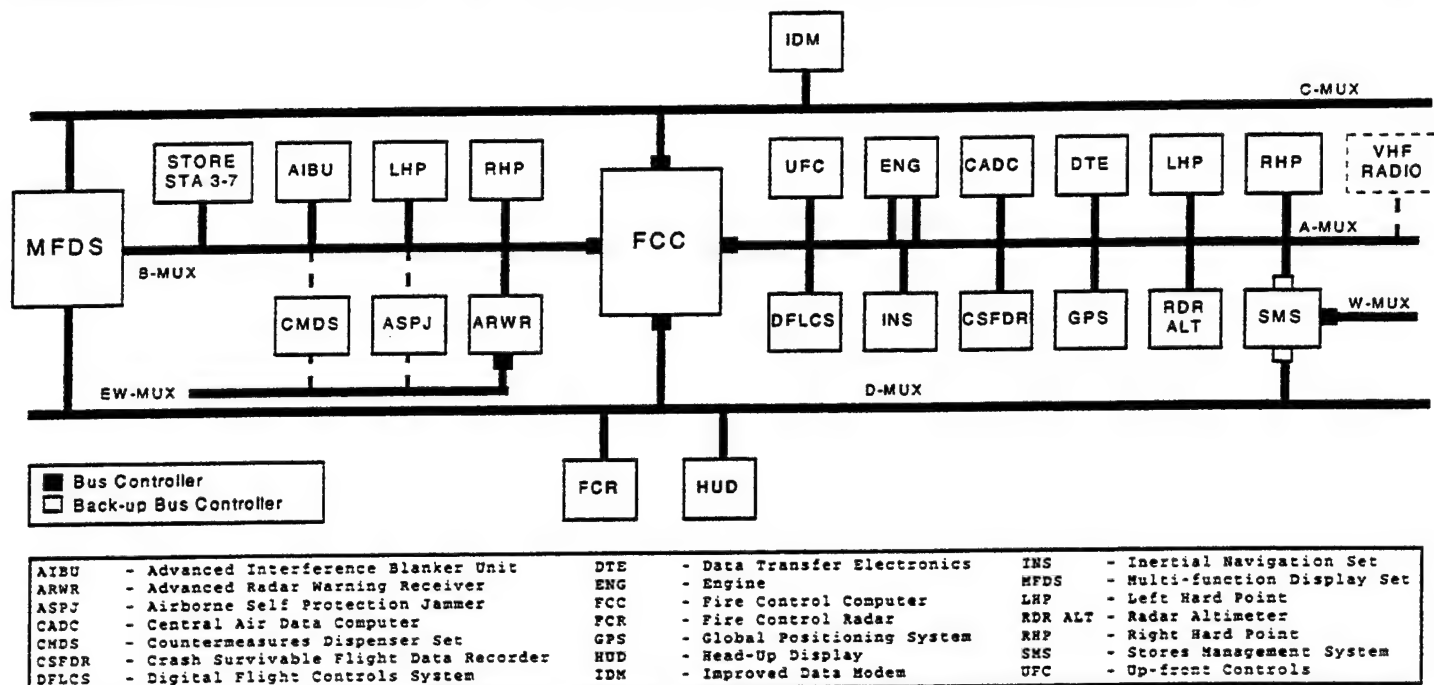 IDM
C-MUX
STORE
STA 3-7
AIBU
LHP
RHP
UFC
ENG
CADC
DTE
LHP
RHP
VHF
RADIO
MFDS
FCC
A-MUX
B-MUX
CMDS
ASPJ
ARWR
DFLCS
INS
CSFDR
GPS
RDR
ALT
SMS
W-MUX
EW-MUX
D-MUX
Bus Controller
Back-up Bus Controller
FCR
HUD
AIBU - Advanced Interference Blanker Unit
ARWR - Advanced Radar Warning Receiver
ASPJ - Airborne Self Protection Jammer
CADC - Central Air Data Computer
CMDS - Countermeasures Dispenser Set
CSFDR - Crash Survivable Flight Data Recorder
DFLCS - Digital Flight Controls System
DTE - Data Transfer Electronics
ENG - Engine
FCC - Fire Control Computer
FCR - Fire Control Radar
GPS - Global Positioning System
HUD - Head-Up Display
IDM - Improved Data Modem
INS - Inertial Navigation Set
MFDS - Multi-function Display Set
LHP - Left Hard Point
RDR ALT - Radar Altimeter
RHP - Right Hard Point
SMS - Stores Management System
UFC - Up-front Controls